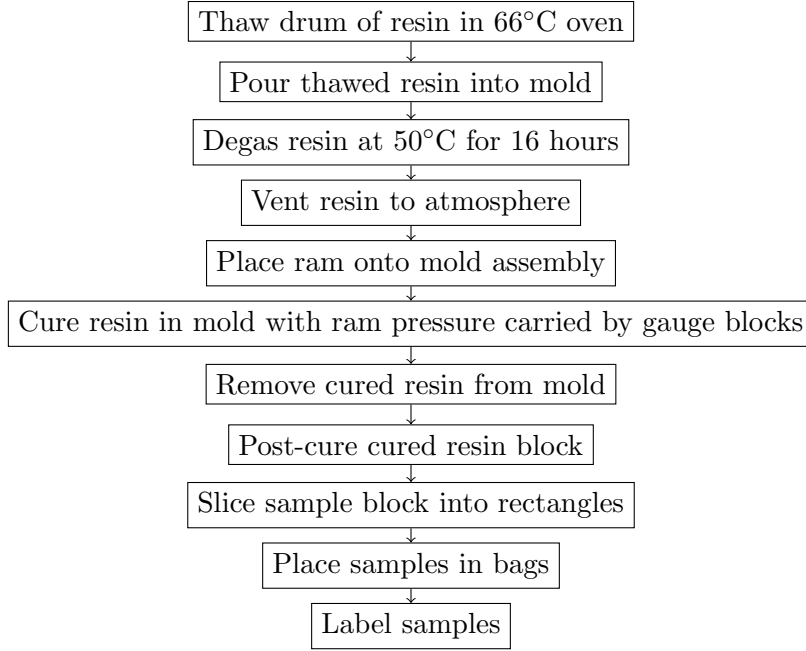 Thaw drum of resin in 66°C oven
Pour thawed resin into mold
Degas resin at 50°C for 16 hours
Vent resin to atmosphere
Place ram onto mold assembly
Cure resin in mold with ram pressure carried by gauge blocks
Remove cured resin from mold
Post-cure cured resin block
Slice sample block into rectangles
Place samples in bags
Label samples